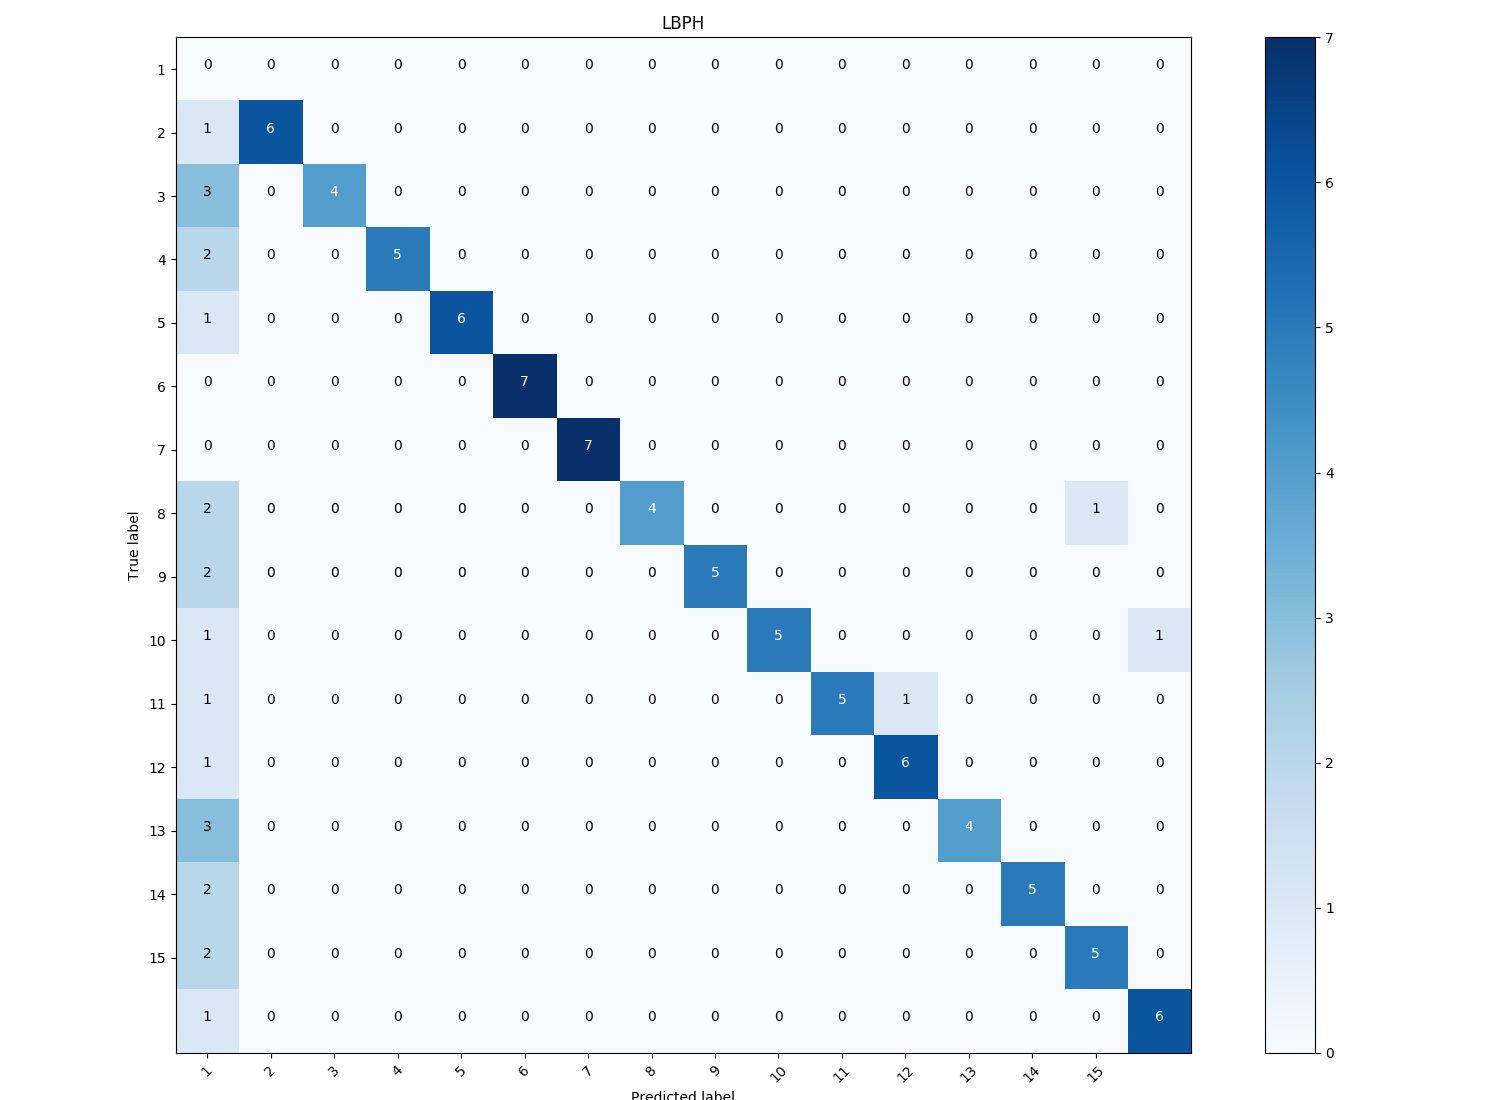 LBPH
1 0 0 0 0 0 0 0 0 0 0 0 0 0 0 0 0
2 1 6 0 0 0 0 0 0 0 0 0 0 0 0 0 0
3 3 0 4 0 0 0 0 0 0 0 0 0 0 0 0 0
4 2 0 0 5 0 0 0 0 0 0 0 0 0 0 0 0
5 1 0 0 0 6 0 0 0 0 0 0 0 0 0 0 0
6 0 0 0 0 0 7 0 0 0 0 0 0 0 0 0 0
7 0 0 0 0 0 0 7 0 0 0 0 0 0 0 0 0
8 2 0 0 0 0 0 0 4 0 0 0 0 0 0 1 0
9 2 0 0 0 0 0 0 0 5 0 0 0 0 0 0 0
10 1 0 0 0 0 0 0 0 0 5 0 0 0 0 0 1
11 1 0 0 0 0 0 0 0 0 0 5 1 0 0 0 0
12 1 0 0 0 0 0 0 0 0 0 0 6 0 0 0 0
13 3 0 0 0 0 0 0 0 0 0 0 0 4 0 0 0
14 2 0 0 0 0 0 0 0 0 0 0 0 0 5 0 0
15 2 0 0 0 0 0 0 0 0 0 0 0 0 0 5 0
1 0 0 0 0 0 0 0 0 0 0 0 0 0 0 6
1 2 3 4 5 6 7 8 9 10 11 12 13 14 15
True label
Predicted label
7
6
5
4
3
2
1
0